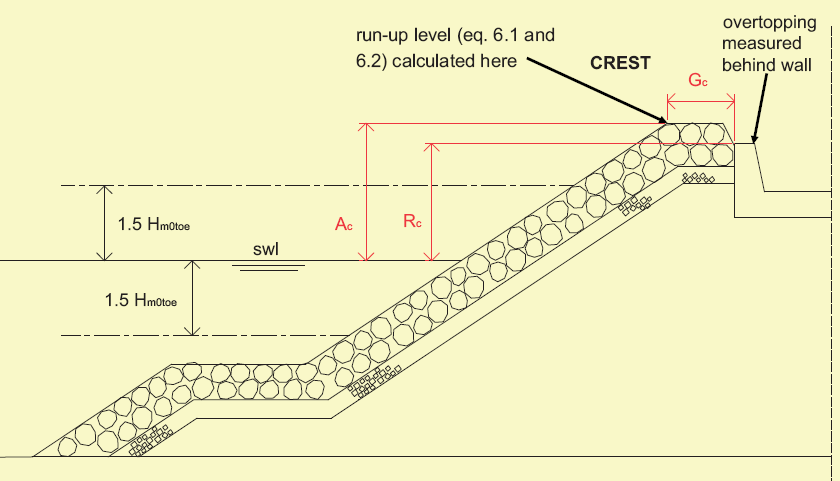 run-up level (eq. 6.1 and
6.2) calculated here
CREST
overtopping
measured
behind wall
Gc
Ac
Rc
1.5 Hm0toe
swl
1.5 Hm0toe